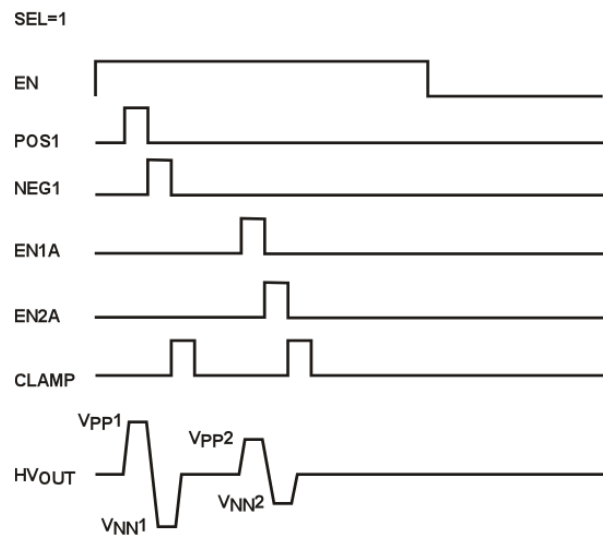 SEL=1
EN
POS1
NEG1
EN1A
EN2A
CLAMP
VPP1
VPP2
HVOUT
VNN2
VNN1